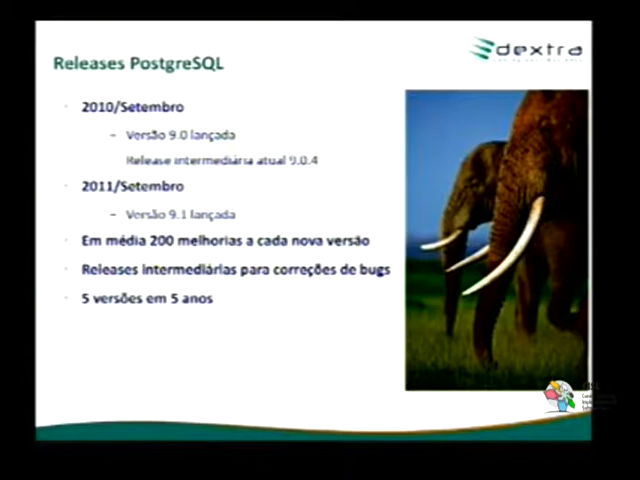 dextra
Releases PostgreSQL
2010/Setembro
– Versão 9.0 lançada
Release intermediária atual 9.0.4
2011/Setembro
– Versão 9.1 lançada
Em média 200 melhorias a cada nova versão
Releases intermediárias para correções de bugs
5 versões em 5 anos